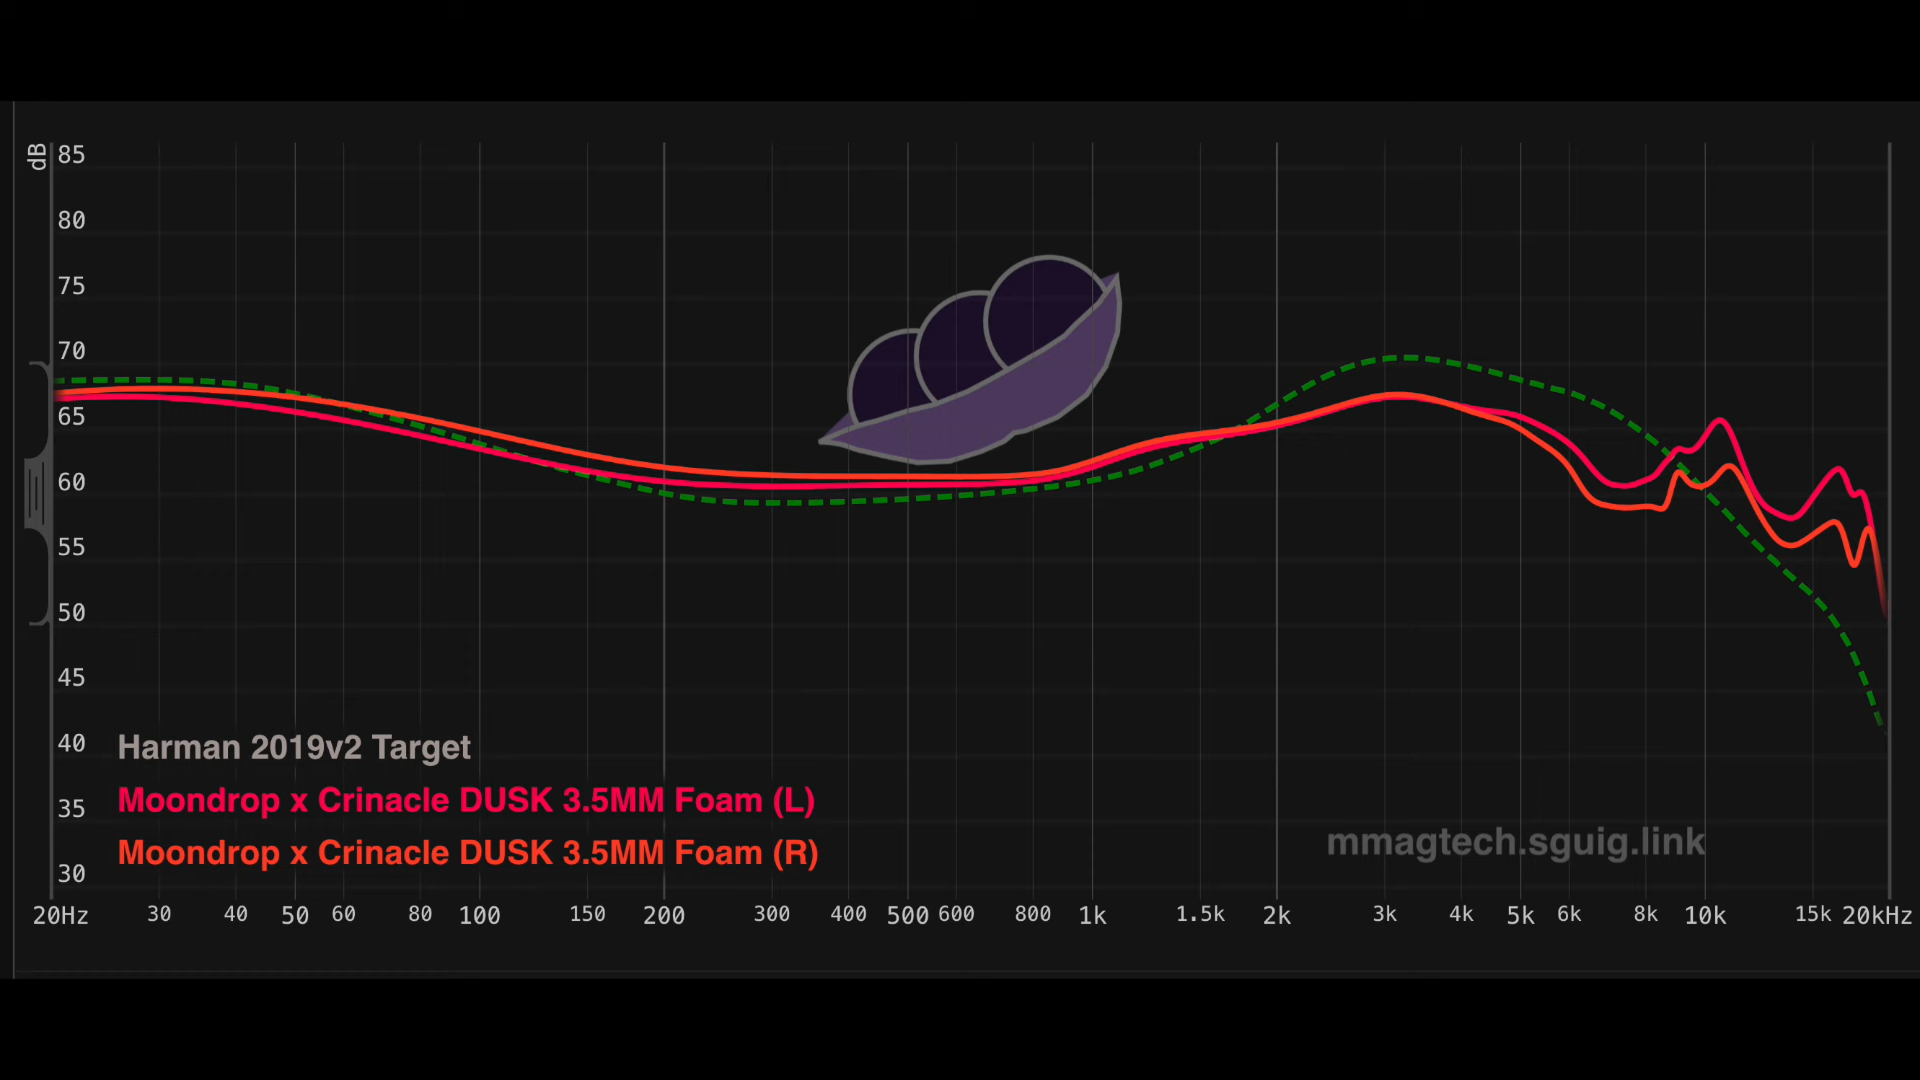 dB
85
80
75
70
65
60
55
50
45
40
35
30
Harman 2019v2 Target
Moondrop x Crinacle DUSK 3.5MM Foam (L)
Moondrop x Crinacle DUSK 3.5MM Foam (R)
mmagtech.sguig.link
20Hz 30 40 50 60 80 100 150 200 300 400 500 600 800 1k 1.5k 2k 3k 4k 5k 6k 8k 10k 15k 20kHz